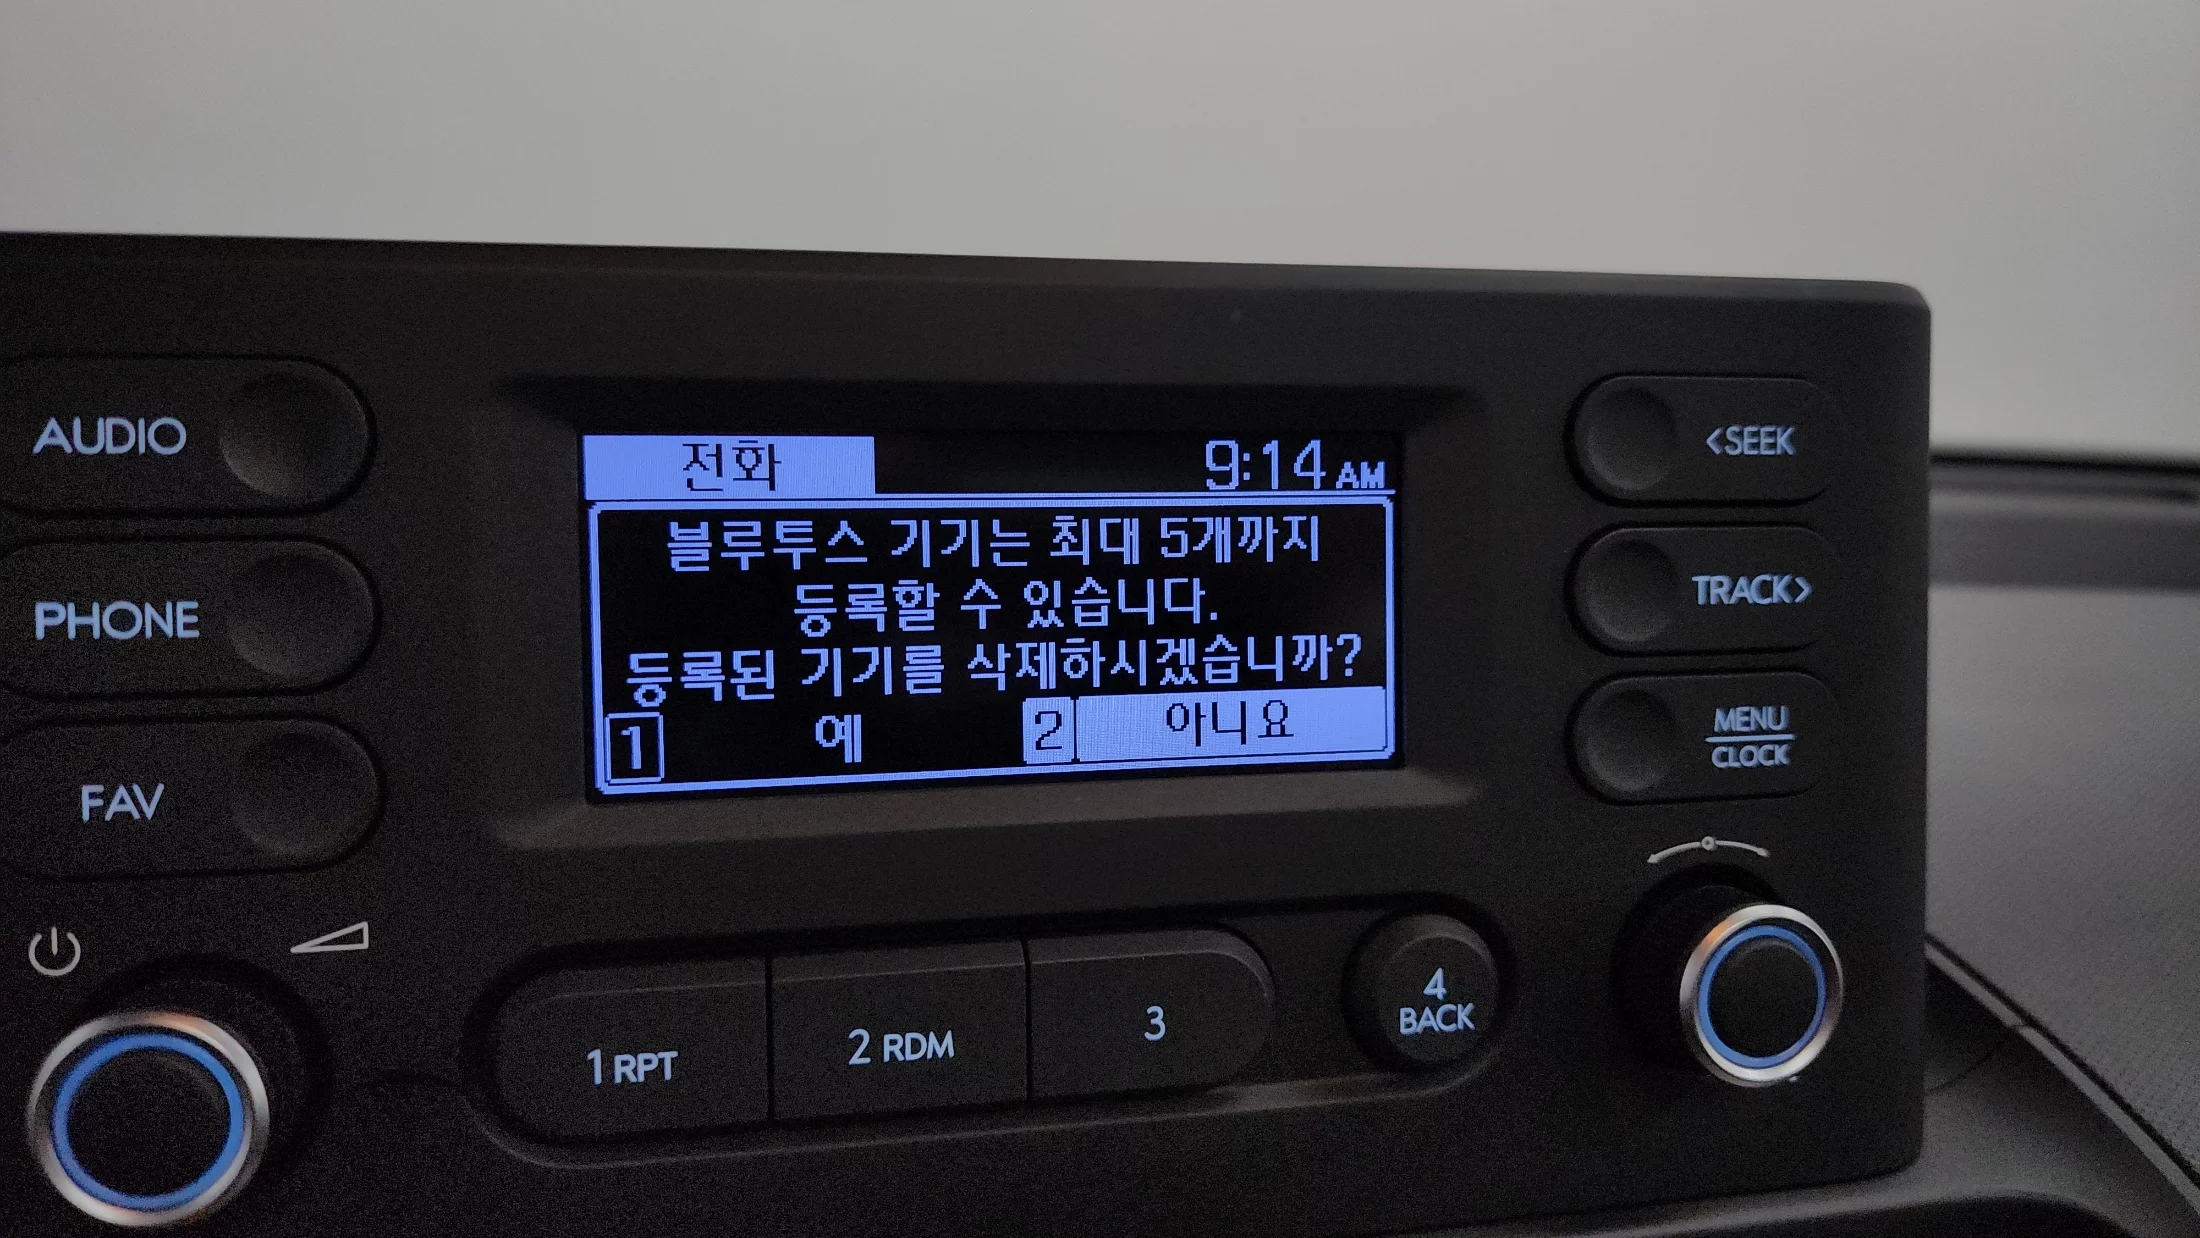 전화 9:14 AM
블루투스 기기는 최대 5개까지
등록할 수 있습니다.
등록된 기기를 삭제하시겠습니까?
1 예 2 아니요
AUDIO
PHONE
FAV
<SEEK
TRACK>
MENU
CLOCK
1 RPT
2 RDM
3
4
BACK